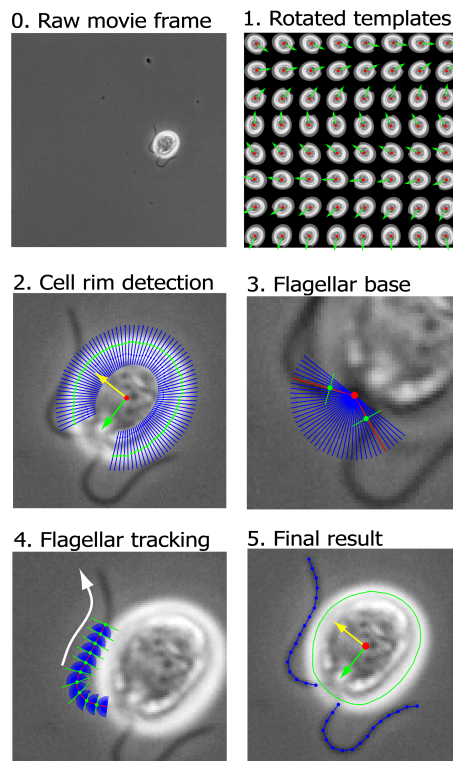 0. Raw movie frame
1. Rotated templates
2. Cell rim detection
3. Flagellar base
4. Flagellar tracking
5. Final result